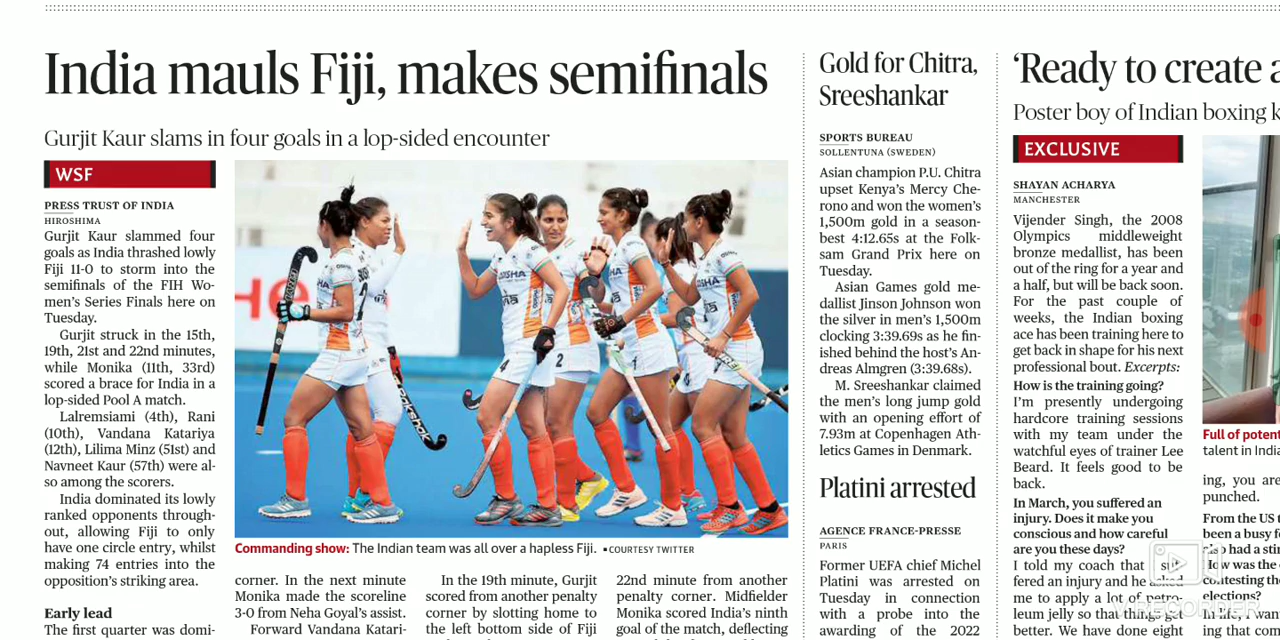 India mauls Fiji, makes semifinals
Gurjit Kaur slams in four goals in a lop-sided encounter
WSF
PRESS TRUST OF INDIA
HIROSHIMA
Gurjit Kaur slammed four
goals as India thrashed lowly
Fiji 11-0 to storm into the
semifinals of the FIH Wo-
men's Series Finals here on
Tuesday.
Gurjit struck in the 15th,
19th, 21st and 22nd minutes,
while Monika (11th, 33rd)
scored a brace for India in a
lop-sided Pool A match.
Lalremsiami (4th), Rani
(10th), Vandana Katariya
(12th), Lilima Minz (51st) and
Navneet Kaur (57th) were al-
so among the scorers.
India dominated its lowly
ranked opponents through-
out, allowing Fiji to only
have one circle entry, whilst
making 74 entries into the
opposition's striking area.
Early lead
The first quarter was domi-
Commanding show: The Indian team was all over a hapless Fiji. ▪ COURTESY TWITTER
corner. In the next minute
Monika made the scoreline
3-0 from Neha Goyal's assist.
Forward Vandana Katari-
In the 19th minute, Gurjit
scored from another penalty
corner by slotting home to
the left bottom side of Fiji
22nd minute from another
penalty corner. Midfielder
Monika scored India's ninth
goal of the match, deflecting
Gold for Chitra,
Sreeshankar
SPORTS BUREAU
SOLLENTUNA (SWEDEN)
Asian champion P.U. Chitra
upset Kenya's Mercy Che-
rono and won the women's
1,500m gold in a season-
best 4:12.65s at the Folk-
sam Grand Prix here on
Tuesday.
Asian Games gold me-
dallist Jinson Johnson won
the silver in men's 1,500m
clocking 3:39.69s as he fin-
ished behind the host's An-
dreas Almgren (3:39.68s).
M. Sreeshankar claimed
the men's long jump gold
with an opening effort of
7.93m at Copenhagen Ath-
letics Games in Denmark.
Platini arrested
AGENCE FRANCE-PRESSE
PARIS
Former UEFA chief Michel
Platini was arrested on
Tuesday in connection
with a probe into the
awarding of the 2022
'Ready to create a
Poster boy of Indian boxing k
EXCLUSIVE
SHAYAN ACHARYA
MANCHESTER
Vijender Singh, the 2008
Olympics middleweight
bronze medallist, has been
out of the ring for a year and
a half, but will be back soon.
For the past couple of
weeks, the Indian boxing
ace has been training here to
get back in shape for his next
professional bout. Excerpts:
How is the training going?
I'm presently undergoing
hardcore training sessions
with my team under the
watchful eyes of trainer Lee
Beard. It feels good to be
back.
In March, you suffered an
injury. Does it make you
conscious and how careful
are you these days?
I told my coach that I suf-
fered an injury and he asked
me to apply a lot of petro-
leum jelly so that things get
better. We have done eight
Full of poten
talent in Indi
ing, you are
punched.
From the US t
been a busy f
also had a stin
How was the
contesting the
elections?
In life, I wan
ing that com
V RECORDER